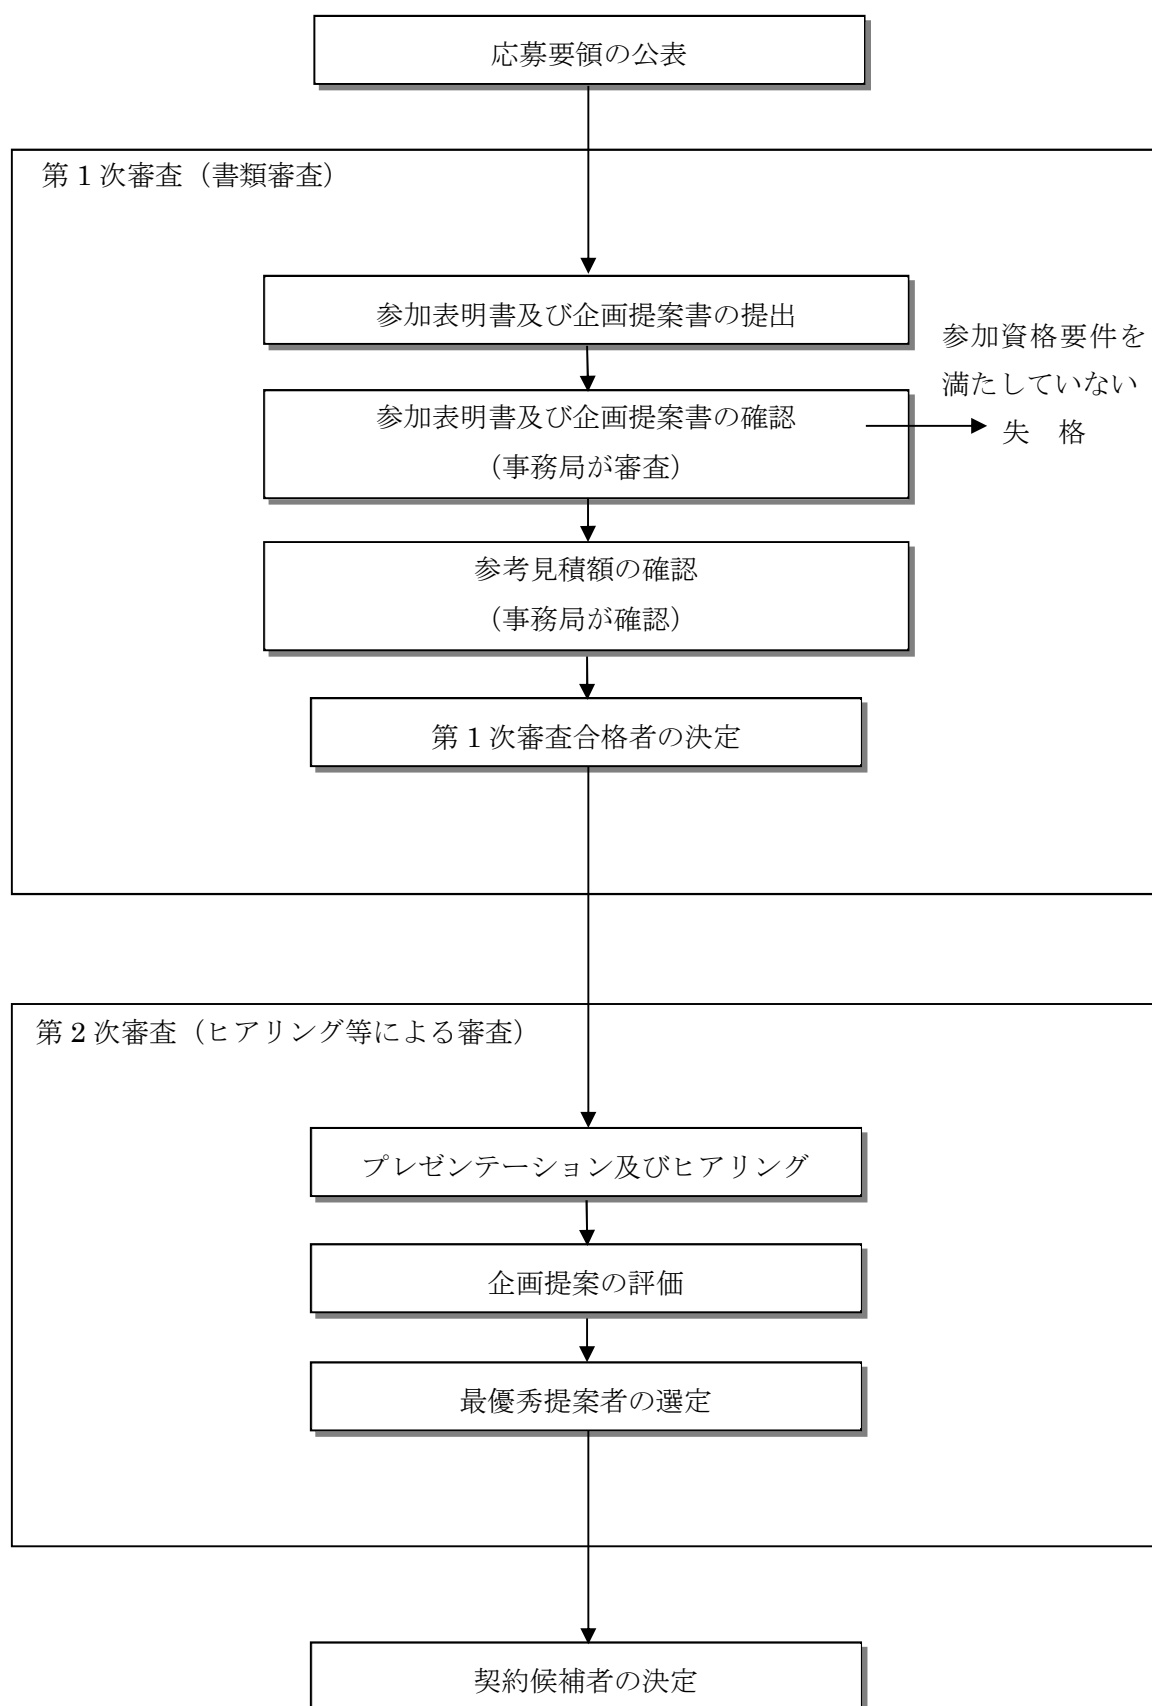 応募要領の公表
第１次審査（書類審査）
参加表明書及び企画提案書の提出
参加資格要件を
満たしていない
失　格
参加表明書及び企画提案書の確認
（事務局が審査）
参考見積額の確認
（事務局が確認）
第１次審査合格者の決定
第２次審査（ヒアリング等による審査）
プレゼンテーション及びヒアリング
企画提案の評価
最優秀提案者の選定
契約候補者の決定